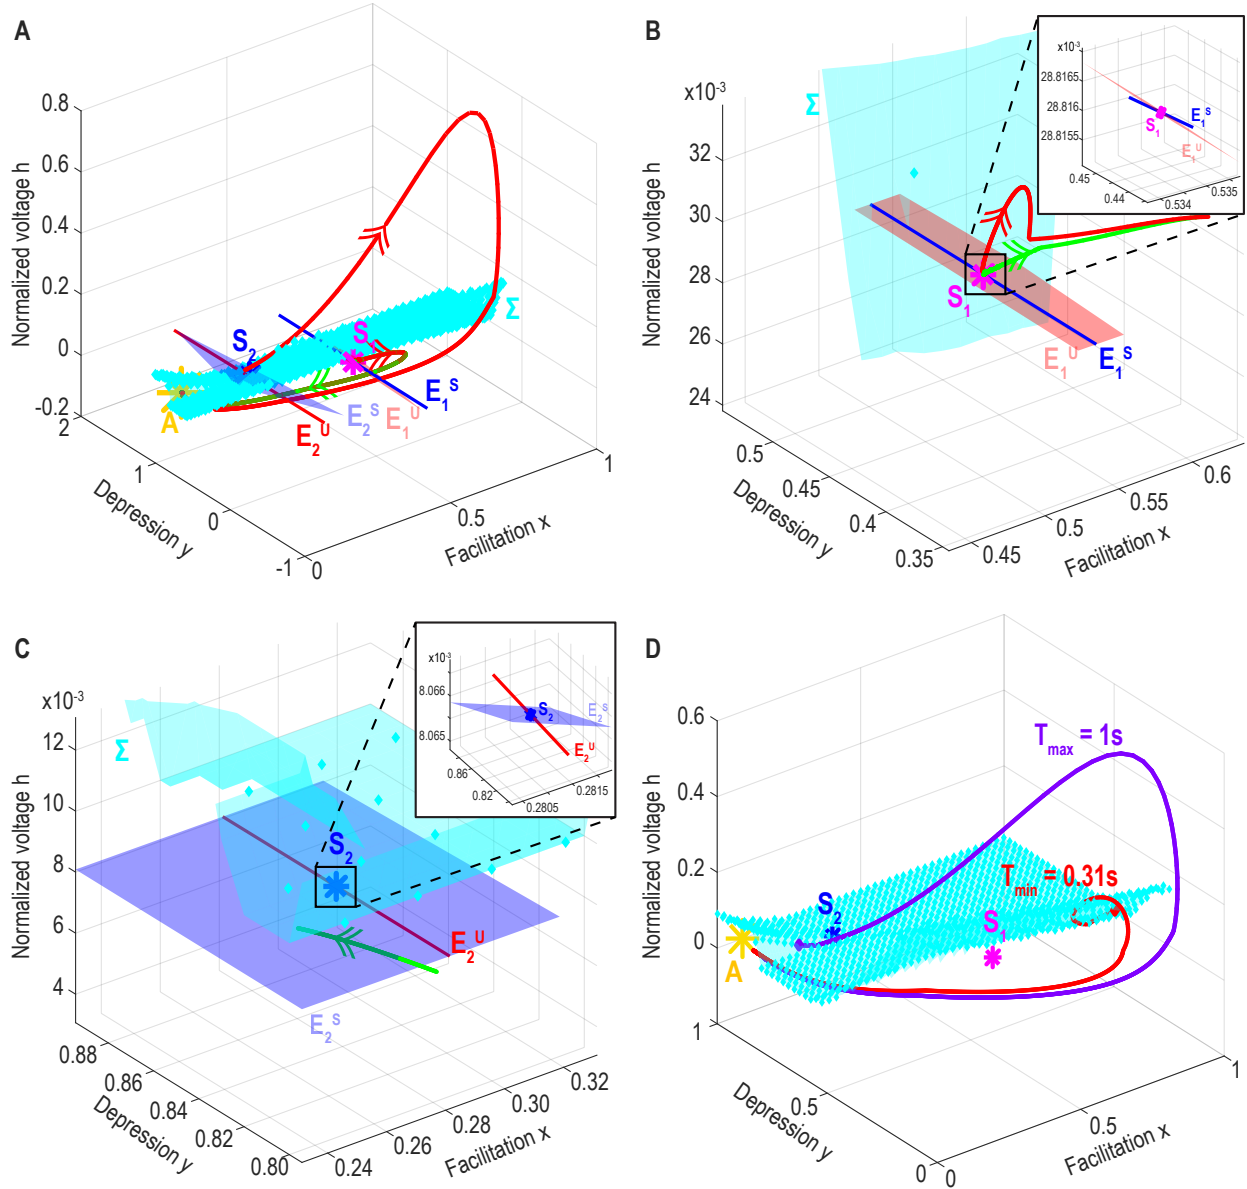 A
Normalized voltage h
0.8
0.6
0.4
0.2
0
-0.2
2
1
0
-1
Depression y
0
0.5
1
Facilitation x
Σ
S2
S1
A
E2U
E2S
E1U
E1S
B
Normalized voltage h
x10-3
32
30
28
26
24
0.5
0.45
0.4
0.35
Depression y
0.45
0.5
0.55
0.6
Facilitation x
Σ
S1
E1U
E1S
x10-3
28.8165
28.816
28.8155
0.45
0.44
0.534
0.535
S1
E1S
E1U
C
Normalized voltage h
x10-3
12
10
8
6
4
0.88
0.86
0.84
0.82
0.80
Depression y
0.24
0.26
0.28
0.30
0.32
Facilitation x
Σ
S2
E2U
E2S
x10-3
8.066
8.065
0.86
0.82
0.2805
0.2815
S2
E2S
E2U
D
Normalized voltage h
0.6
0.4
0.2
0
1
0.5
0
Depression y
0
0.5
1
Facilitation x
Tmax = 1s
Tmin = 0.31s
S2
S1
A